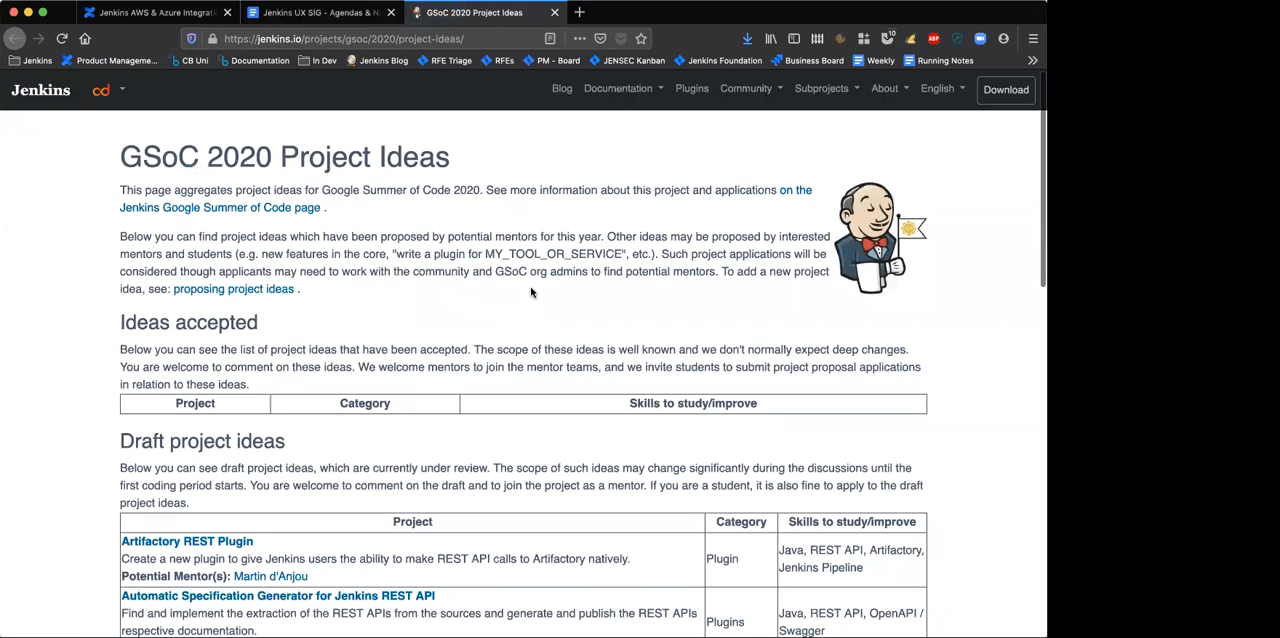 Jenkins AWS & Azure Integrat
Jenkins UX SIG - Agendas & N
GSoC 2020 Project Ideas
https://jenkins.io/projects/gsoc/2020/project-ideas/
10
ABP
Jenkins
Product Manageme...
CB Uni
Documentation
In Dev
Jenkins Blog
RFE Triage
RFEs
PM - Board
JENSEC Kanban
Jenkins Foundation
Business Board
Weekly
Running Notes
Jenkins
cd
Blog
Documentation
Plugins
Community
Subprojects
About
English
Download
GSoC 2020 Project Ideas
This page aggregates project ideas for Google Summer of Code 2020. See more information about this project and applications on the
Jenkins Google Summer of Code page .
Below you can find project ideas which have been proposed by potential mentors for this year. Other ideas may be proposed by interested
mentors and students (e.g. new features in the core, "write a plugin for MY_TOOL_OR_SERVICE", etc.). Such project applications will be
considered though applicants may need to work with the community and GSoC org admins to find potential mentors. To add a new project
idea, see: proposing project ideas .
Ideas accepted
Below you can see the list of project ideas that have been accepted. The scope of these ideas is well known and we don't normally expect deep changes.
You are welcome to comment on these ideas. We welcome mentors to join the mentor teams, and we invite students to submit project proposal applications
in relation to these ideas.
Project Category Skills to study/improve
Draft project ideas
Below you can see draft project ideas, which are currently under review. The scope of such ideas may change significantly during the discussions until the
first coding period starts. You are welcome to comment on the draft and to join the project as a mentor. If you are a student, it is also fine to apply to the draft
project ideas.
Project Category Skills to study/improve
Artifactory REST Plugin
Create a new plugin to give Jenkins users the ability to make REST API calls to Artifactory natively.
Potential Mentor(s): Martin d'Anjou
Plugin
Java, REST API, Artifactory,
Jenkins Pipeline
Automatic Specification Generator for Jenkins REST API
Find and implement the extraction of the REST APIs from the sources and generate and publish the REST APIs
respective documentation.
Plugins
Java, REST API, OpenAPI /
Swagger